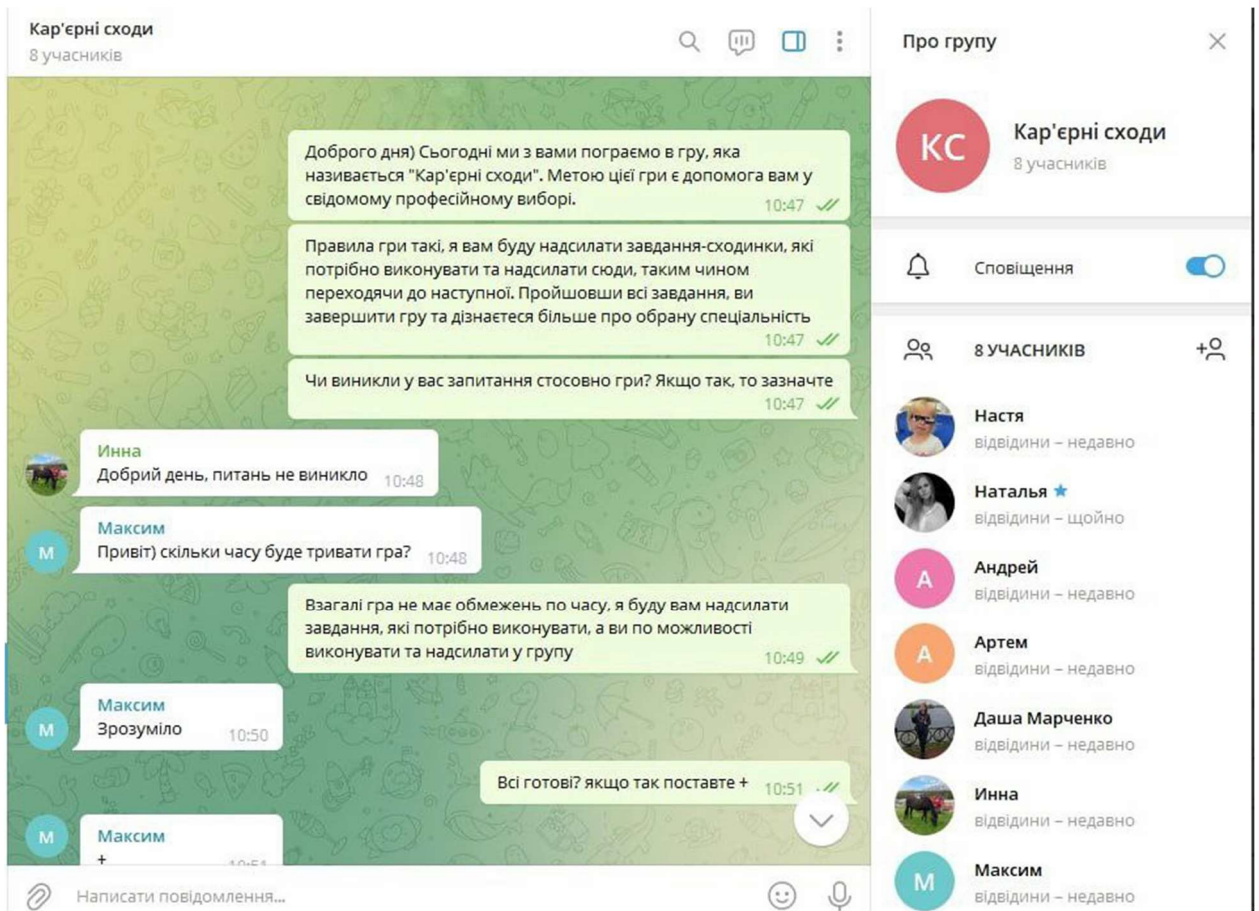 Кар'єрні сходи
8 учасників
Доброго дня) Сьогодні ми з вами пограємо в гру, яка
називається "Кар'єрні сходи". Метою цієї гри є допомога вам у
свідомому професійному виборі.
10:47
Правила гри такі, я вам буду надсилати завдання-сходинки, які
потрібно виконувати та надсилати сюди, таким чином
переходячи до наступної. Пройшовши всі завдання, ви
завершити гру та дізнаєтеся більше про обрану спеціальність
10:47
Чи виникли у вас запитання стосовно гри? Якщо так, то зазначте
10:47
Инна
Добрий день, питань не виникло 10:48
Максим
Привіт) скільки часу буде тривати гра? 10:48
Взагалі гра не має обмежень по часу, я буду вам надсилати
завдання, які потрібно виконувати, а ви по можливості
виконувати та надсилати у групу
10:49
Максим
Зрозуміло 10:50
Всі готові? якщо так поставте + 10:51
М
Максим
+ 10:51
Написати повідомлення...
Про групу
КС
Кар'єрні сходи
8 учасників
Сповіщення
8 УЧАСНИКІВ
Настя
відвідини – недавно
Наталья
відвідини – щойно
А
Андрей
відвідини – недавно
А
Артем
відвідини – недавно
Даша Марченко
відвідини – недавно
Инна
відвідини – недавно
М
Максим
відвідини – недавно